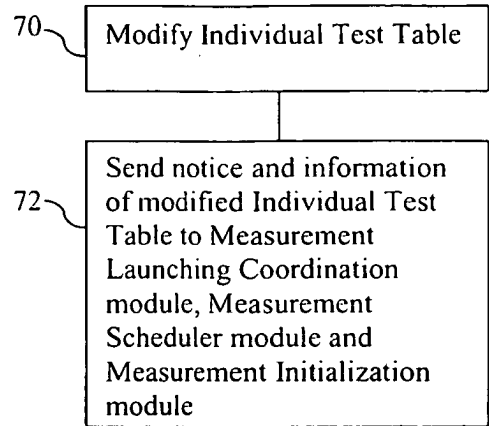 70
Modify Individual Test Table
72
Send notice and information
of modified Individual Test
Table to Measurement
Launching Coordination
module, Measurement
Scheduler module and
Measurement Initialization
module